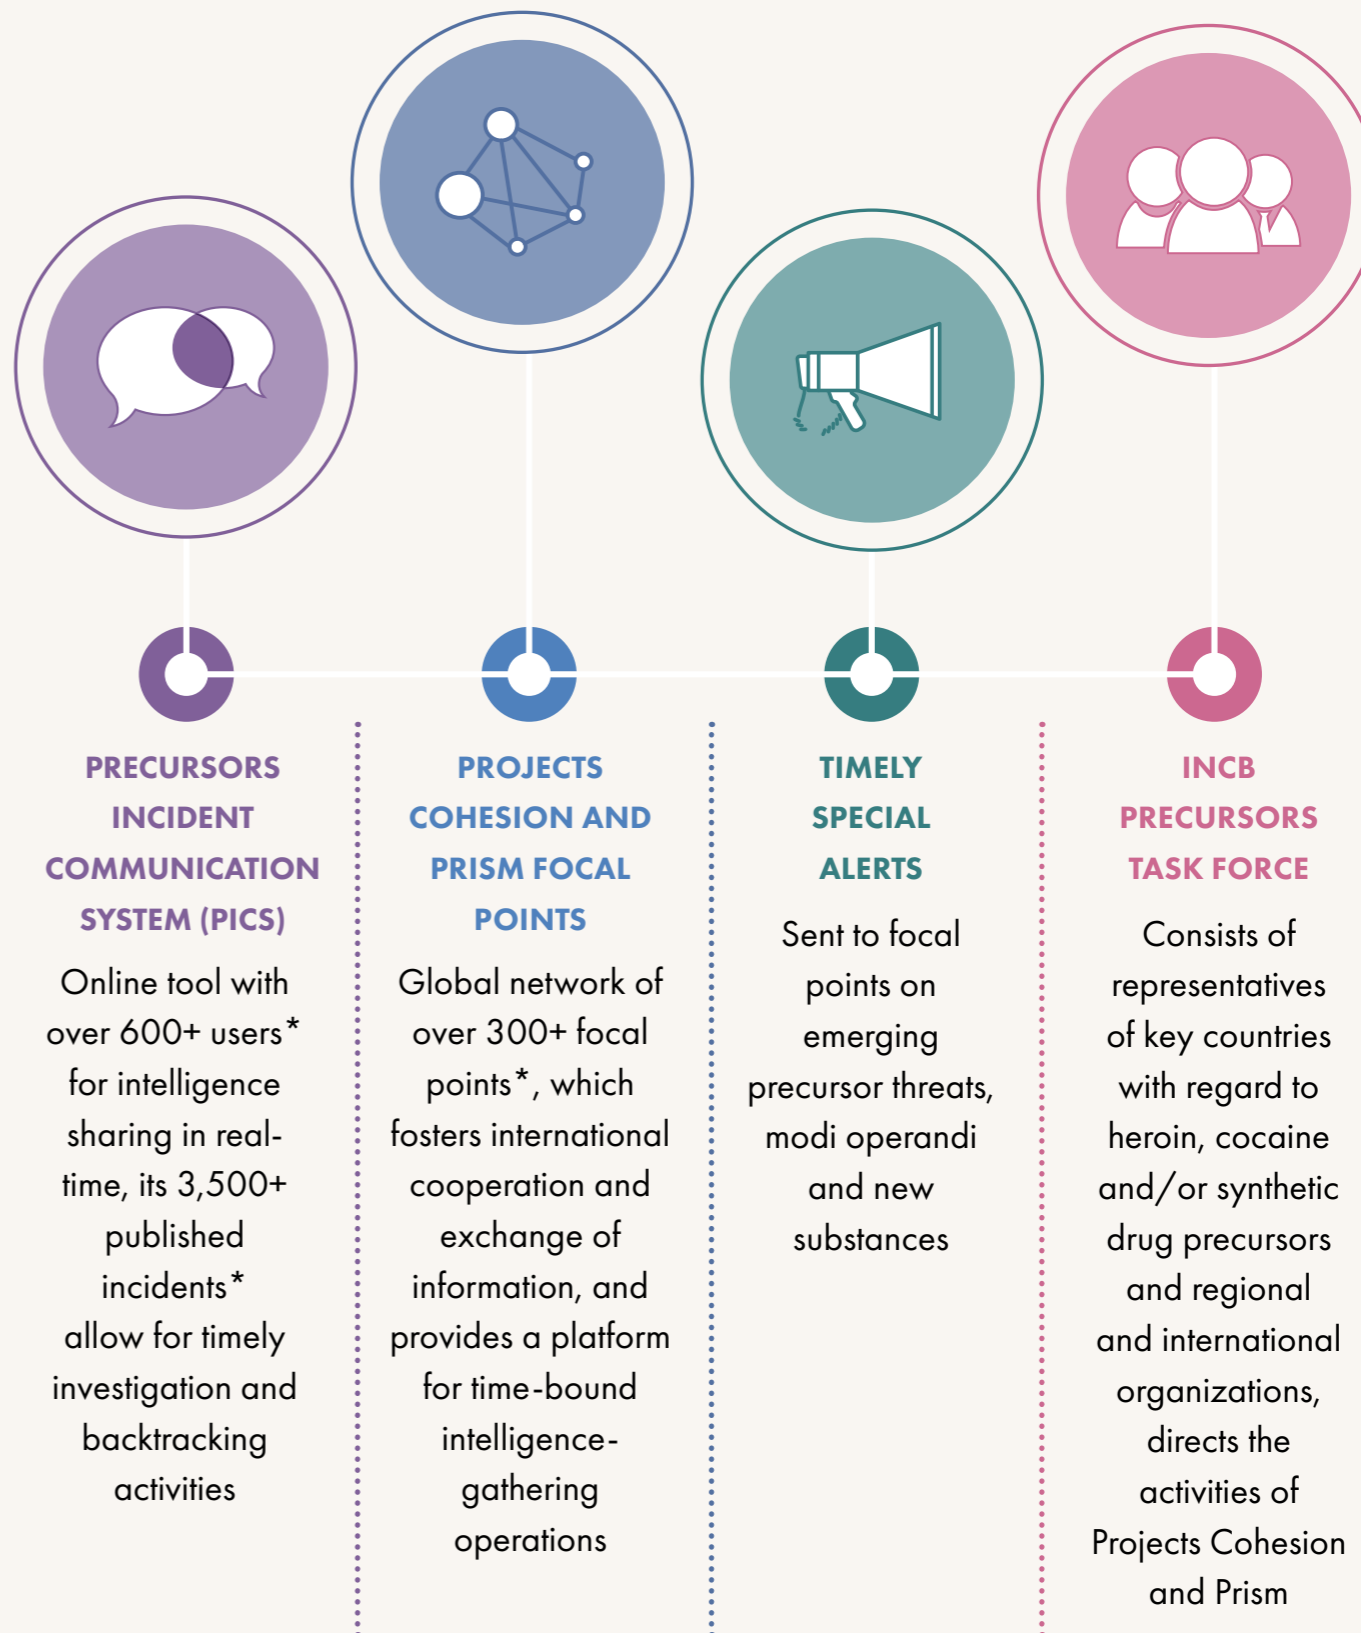 PRECURSORS
INCIDENT
COMMUNICATION
SYSTEM (PICS)
Online tool with
over 600+ users*
for intelligence
sharing in real-
time, its 3,500+
published
incidents*
allow for timely
investigation and
backtracking
activities
PROJECTS
COHESION AND
PRISM FOCAL
POINTS
Global network of
over 300+ focal
points*, which
fosters international
cooperation and
exchange of
information, and
provides a platform
for time-bound
intelligence-
gathering
operations
TIMELY
SPECIAL
ALERTS
Sent to focal
points on
emerging
precursor threats,
modi operandi
and new
substances
INCB
PRECURSORS
TASK FORCE
Consists of
representatives
of key countries
with regard to
heroin, cocaine
and/or synthetic
drug precursors
and regional
and international
organizations,
directs the
activities of
Projects Cohesion
and Prism